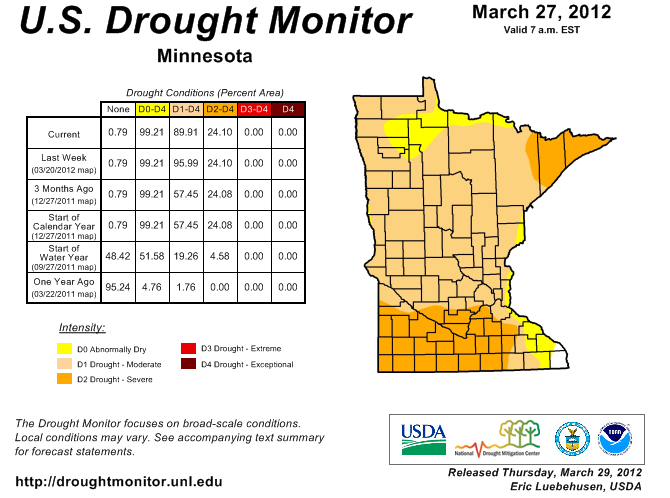 U.S. Drought Monitor
Minnesota
March 27, 2012
Valid 7 a.m. EST
Drought Conditions (Percent Area)
None D0-D4 D1-D4 D2-D4 D3-D4 D4
Current 0.79 99.21 89.91 24.10 0.00 0.00
Last Week
(03/20/2012 map) 0.79 99.21 95.99 24.10 0.00 0.00
3 Months Ago
(12/27/2011 map) 0.79 99.21 57.45 24.08 0.00 0.00
Start of
Calendar Year
(12/27/2011 map) 0.79 99.21 57.45 24.08 0.00 0.00
Start of
Water Year
(09/27/2011 map) 48.42 51.58 19.26 4.58 0.00 0.00
One Year Ago
(03/22/2011 map) 95.24 4.76 1.76 0.00 0.00 0.00
Intensity:
D0 Abnormally Dry
D1 Drought - Moderate
D2 Drought - Severe
D3 Drought - Extreme
D4 Drought - Exceptional
The Drought Monitor focuses on broad-scale conditions.
Local conditions may vary. See accompanying text summary
for forecast statements.
http://droughtmonitor.unl.edu
USDA
National Drought Mitigation Center
Released Thursday, March 29, 2012
Eric Luebehusen, USDA